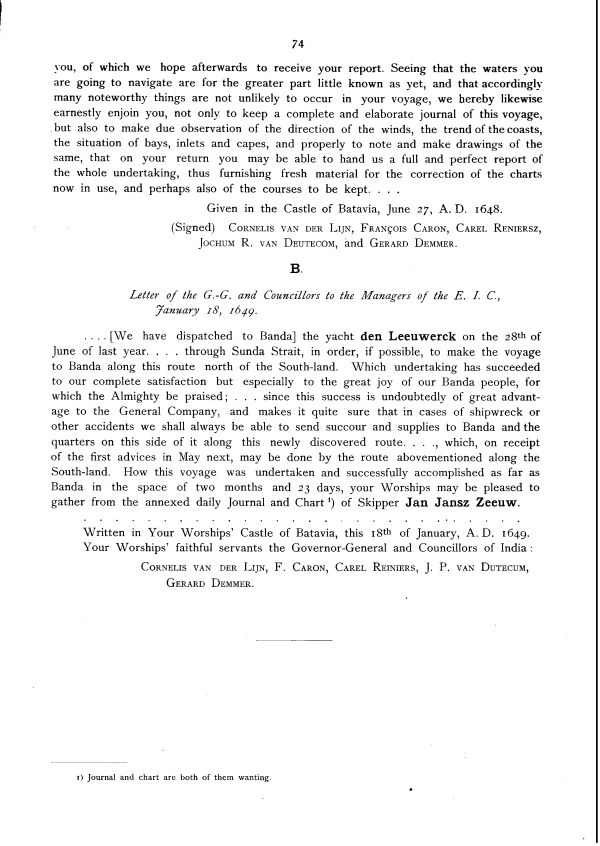 74
you, of which we hope afterwards to receive your report. Seeing that the waters you
are going to navigate are for the greater part little known as yet, and that accordingly
many noteworthy things are not unlikely to occur in your voyage, we hereby likewise
earnestly enjoin you, not only to keep a complete and elaborate journal of this voyage,
but also to make due observation of the direction of the winds, the trend of the coasts,
the situation of bays, inlets and capes, and properly to note and make drawings of the
same, that on your return you may be able to hand us a full and perfect report of
the whole undertaking, thus furnishing fresh material for the correction of the charts
now in use, and perhaps also of the courses to be kept. . . .
Given in the Castle of Batavia, June 27, A. D. 1648.
(Signed) Cornelis van der Lijn, François Caron, Carel Reniersz,
Jochum R. van Deutecom, and Gerard Demmer.
B.
Letter of the G.-G. and Councillors to the Managers of the E. I. C.,
January 18, 1649.
. . . . [We have dispatched to Banda] the yacht den Leeuwerck on the 28th of
June of last year. . . . through Sunda Strait, in order, if possible, to make the voyage
to Banda along this route north of the South-land. Which undertaking has succeeded
to our complete satisfaction but especially to the great joy of our Banda people, for
which the Almighty be praised; . . . since this success is undoubtedly of great advant-
age to the General Company, and makes it quite sure that in cases of shipwreck or
other accidents we shall always be able to send succour and supplies to Banda and the
quarters on this side of it along this newly discovered route. . . ., which, on receipt
of the first advices in May next, may be done by the route abovementioned along the
South-land. How this voyage was undertaken and successfully accomplished as far as
Banda in the space of two months and 23 days, your Worships may be pleased to
gather from the annexed daily Journal and Chart ¹) of Skipper Jan Jansz Zeeuw.
. . . . . . . . . . . . . . . . . . . . . . . . .
Written in Your Worships' Castle of Batavia, this 18th of January, A. D. 1649.
Your Worships' faithful servants the Governor-General and Councillors of India :
Cornelis van der Lijn, F. Caron, Carel Reiniers, J. P. van Dutecum,
Gerard Demmer.
1) Journal and chart are both of them wanting.